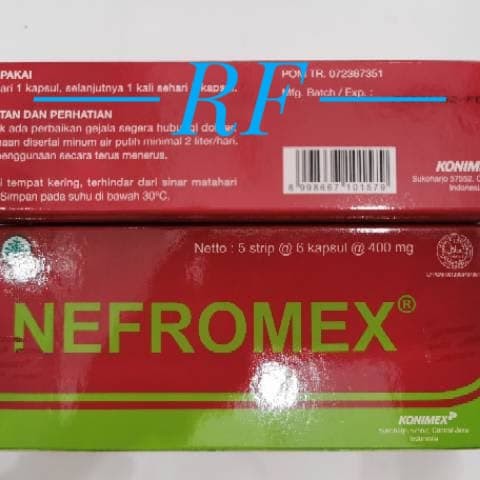 PAKAI
ari 1 kapsul, selanjutnya 1 kali sehari kapsul.
TAN DAN PERHATIAN
k ada perbaikan gejala segera hubungi dokter
naan disertai minum air putih minimal 2 liter/hari.
penggunaan secara terus menerus.
i tempat kering, terhindar dari sinar matahari
Simpan pada suhu di bawah 30°C.
RF
POM TR. 072387351
Mfg. Batch / Exp. :
8 998667 101579
KONIMEX
Sukoharjo 57552, C
Indonesia
Netto : 5 strip @ 6 kapsul @ 400 mg
NEFROMEX®
KONIMEX
Indonesia